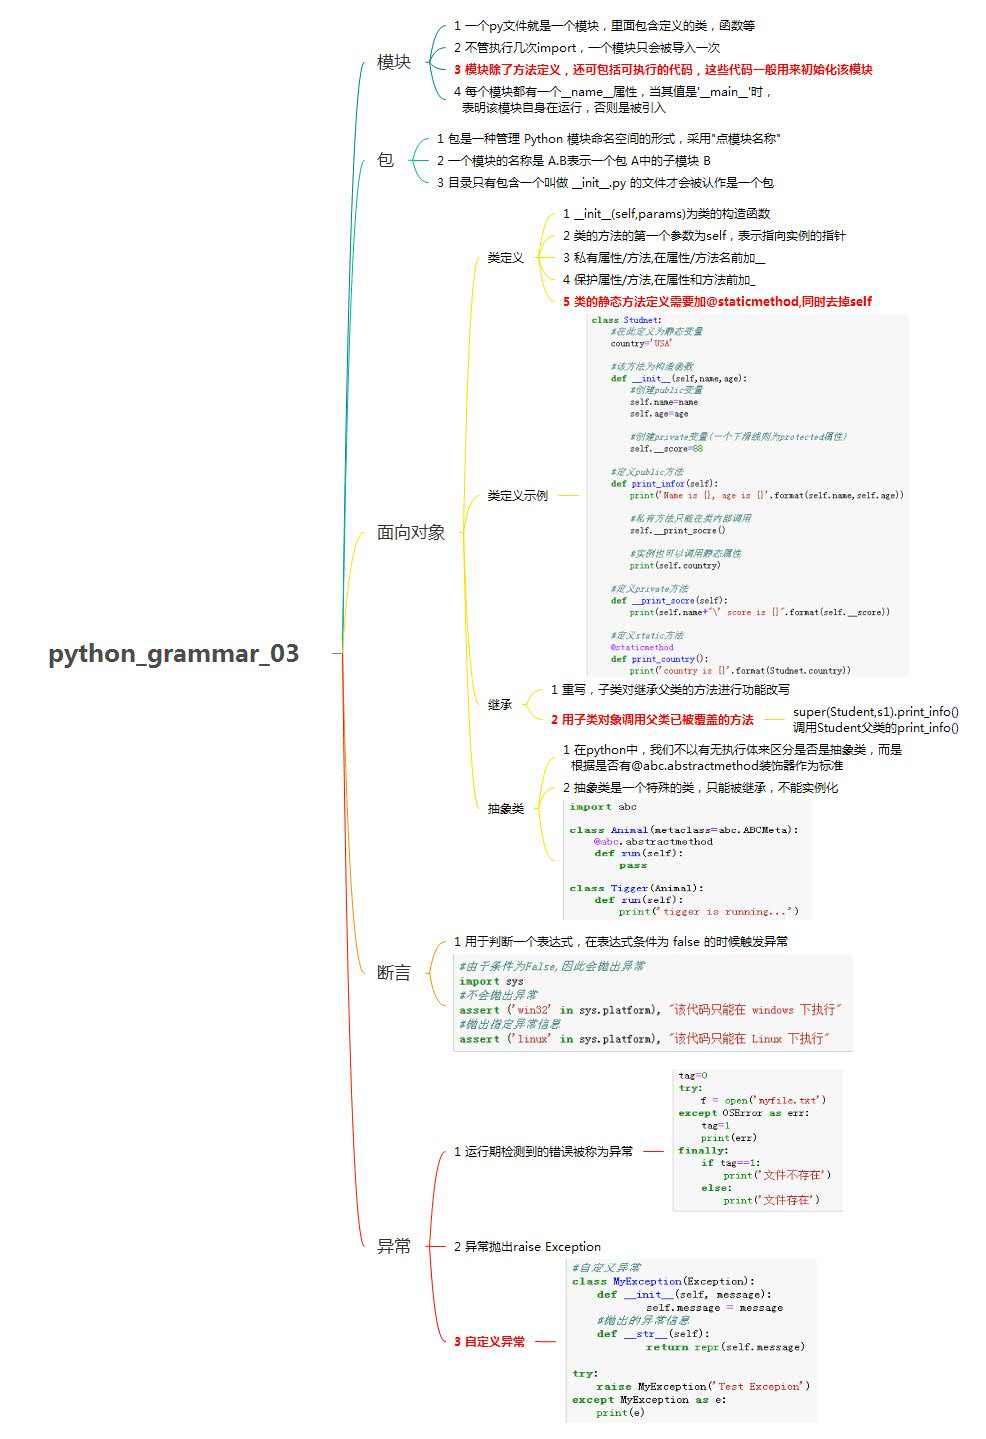 python_grammar_03
模块
1 一个py文件就是一个模块，里面包含定义的类，函数等
2 不管执行几次import，一个模块只会被导入一次
3 模块除了方法定义，还可包括可执行的代码，这些代码一般用来初始化该模块
4 每个模块都有一个__name__属性，当其值是'__main__'时，
表明该模块自身在运行，否则是被引入
包
1 包是一种管理 Python 模块命名空间的形式，采用"点模块名称"
2 一个模块的名称是 A.B表示一个包 A中的子模块 B
3 目录只有包含一个叫做 __init__.py 的文件才会被认作是一个包
面向对象
类定义
1 __init__(self,params)为类的构造函数
2 类的方法的第一个参数为self，表示指向实例的指针
3 私有属性/方法,在属性/方法名前加__
4 保护属性/方法,在属性和方法前加_
5 类的静态方法定义需要加@staticmethod,同时去掉self
类定义示例
class Studnet:
#在此定义为静态变量
country='USA'
#该方法为构造函数
def __init__(self,name,age):
#创建public变量
self.name=name
self.age=age
#创建private变量(一个下滑线则为protected属性)
self.__score=88
#定义public方法
def print_infor(self):
print('Name is {}, age is {}'.format(self.name,self.age))
#私有方法只能在类内部调用
self.__print_socre()
#实例也可以调用静态属性
print(self.country)
#定义private方法
def __print_socre(self):
print(self.name+'\' score is {}'.format(self.__score))
#定义static方法
@staticmethod
def print_country():
print('country is {}'.format(Studnet.country))
继承
1 重写，子类对继承父类的方法进行功能改写
2 用子类对象调用父类已被覆盖的方法
super(Student,s1).print_info()
调用Student父类的print_info()
抽象类
1 在python中，我们不以有无执行体来区分是否是抽象类，而是
根据是否有@abc.abstractmethod装饰器作为标准
2 抽象类是一个特殊的类，只能被继承，不能实例化
import abc
class Animal(metaclass=abc.ABCMeta):
@abc.abstractmethod
def run(self):
pass
class Tigger(Animal):
def run(self):
print('tigger is running...')
断言
1 用于判断一个表达式，在表达式条件为 false 的时候触发异常
#由于条件为False,因此会抛出异常
import sys
#不会抛出异常
assert ('win32' in sys.platform), "该代码只能在 windows 下执行"
#抛出指定异常信息
assert ('linux' in sys.platform), "该代码只能在 Linux 下执行"
异常
1 运行期检测到的错误被称为异常
tag=0
try:
f = open('myfile.txt')
except OSError as err:
tag=1
print(err)
finally:
if tag==1:
print('文件不存在')
else:
print('文件存在')
2 异常抛出raise Exception
3 自定义异常
#自定义异常
class MyException(Exception):
def __init__(self, message):
self.message = message
#抛出的异常信息
def __str__(self):
return repr(self.message)
try:
raise MyException('Test Excepion')
except MyException as e:
print(e)